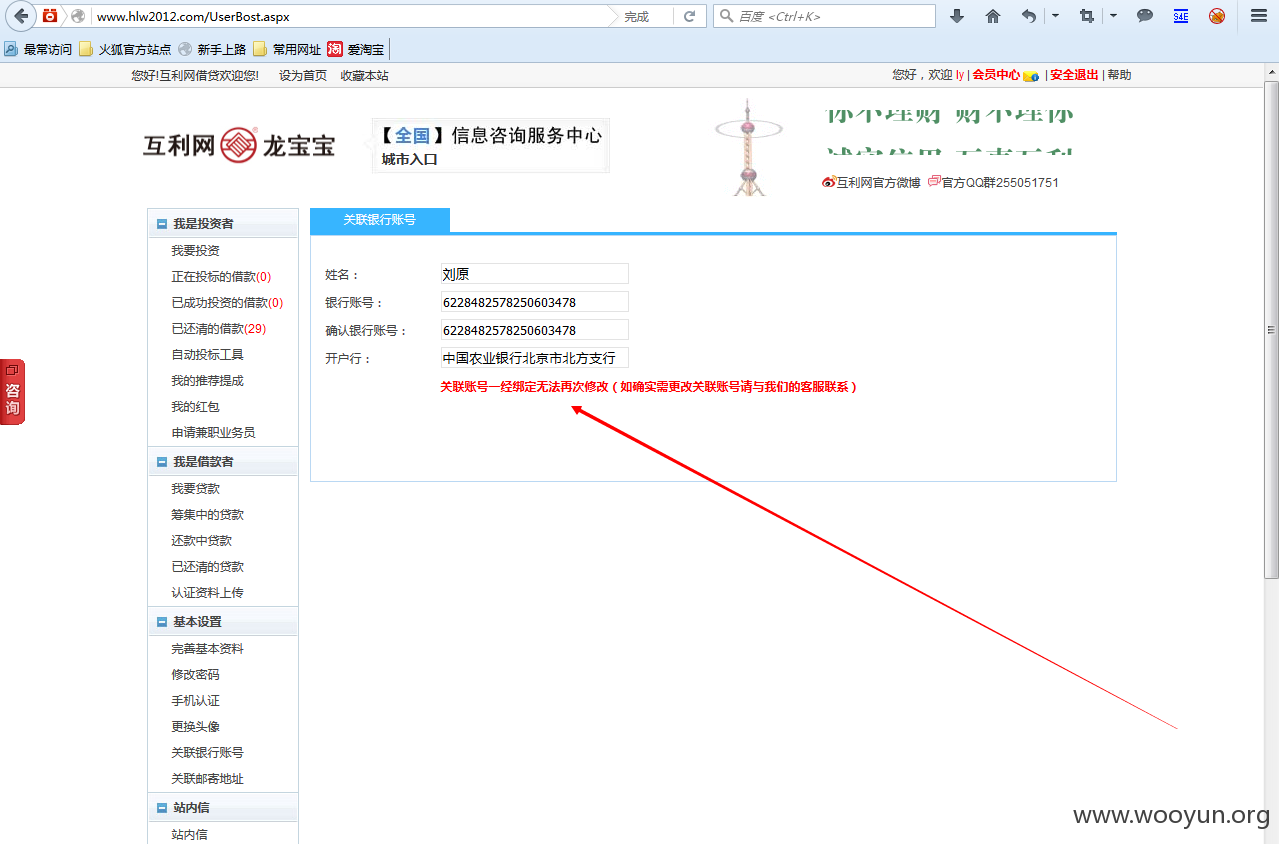 www.hlw2012.com/UserBost.aspx
完成
百度 <Ctrl+K>
S4E
最常访问
火狐官方站点
新手上路
常用网址
淘
爱淘宝
您好!互利网借贷欢迎您!
设为首页
收藏本站
您好，欢迎 ly | 会员中心 | 安全退出 | 帮助
互利网 龙宝宝
【 全国 】信息咨询服务中心
城市入口
你不理财 财不理你
互利网官方微博
官方QQ群255051751
我是投资者
我要投资
正在投标的借款(0)
已成功投资的借款(0)
已还清的借款(29)
自动投标工具
我的推荐提成
我的红包
申请兼职业务员
我是借款者
我要贷款
筹集中的贷款
还款中贷款
已还清的贷款
认证资料上传
基本设置
完善基本资料
修改密码
手机认证
更换头像
关联银行账号
关联邮寄地址
站内信
站内信
咨询
关联银行账号
姓名： 刘原
银行账号： 6228482578250603478
确认银行账号： 6228482578250603478
开户行： 中国农业银行北京市北方支行
关联账号一经绑定无法再次修改（如确实需更改关联账号请与我们的客服联系）
www.wooyun.org